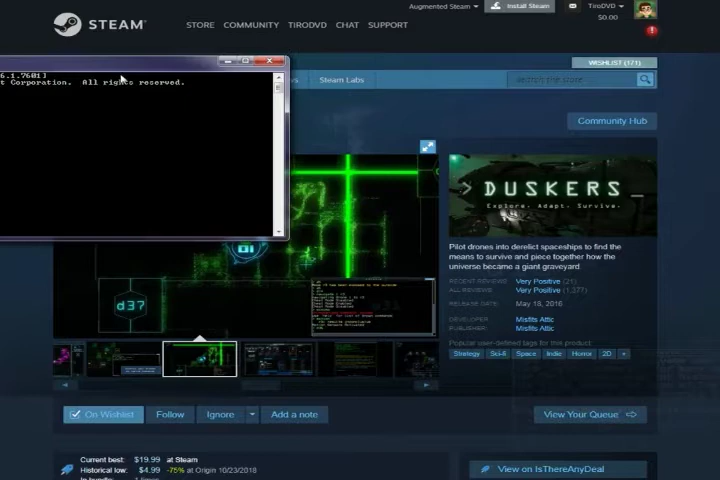 Augmented Steam
Install Steam
TiroDVD
$0.00
STEAM
STORE
COMMUNITY
TIRODVD
CHAT
SUPPORT
WISHLIST (171)
6.1.7601]
t Corporation. All rights reserved.
Steam Labs
search the store
Community Hub
> DUSKERS_
Explore. Adapt. Survive.
Pilot drones into derelict spaceships to find the
means to survive and piece together how the
universe became a giant graveyard
RECENT REVIEWS: Very Positive (21)
ALL REVIEWS: Very Positive (1,377)
RELEASE DATE: May 18, 2016
DEVELOPER: Misfits Attic
PUBLISHER: Misfits Attic
Popular user-defined tags for this product:
Strategy
Sci-fi
Space
Indie
Horror
2D
+
d37
On Wishlist
Follow
Ignore
Add a note
View Your Queue
Current best: $19.99 at Steam
Historical low: $4.99 -75% at Origin 10/23/2018
View on IsThereAnyDeal